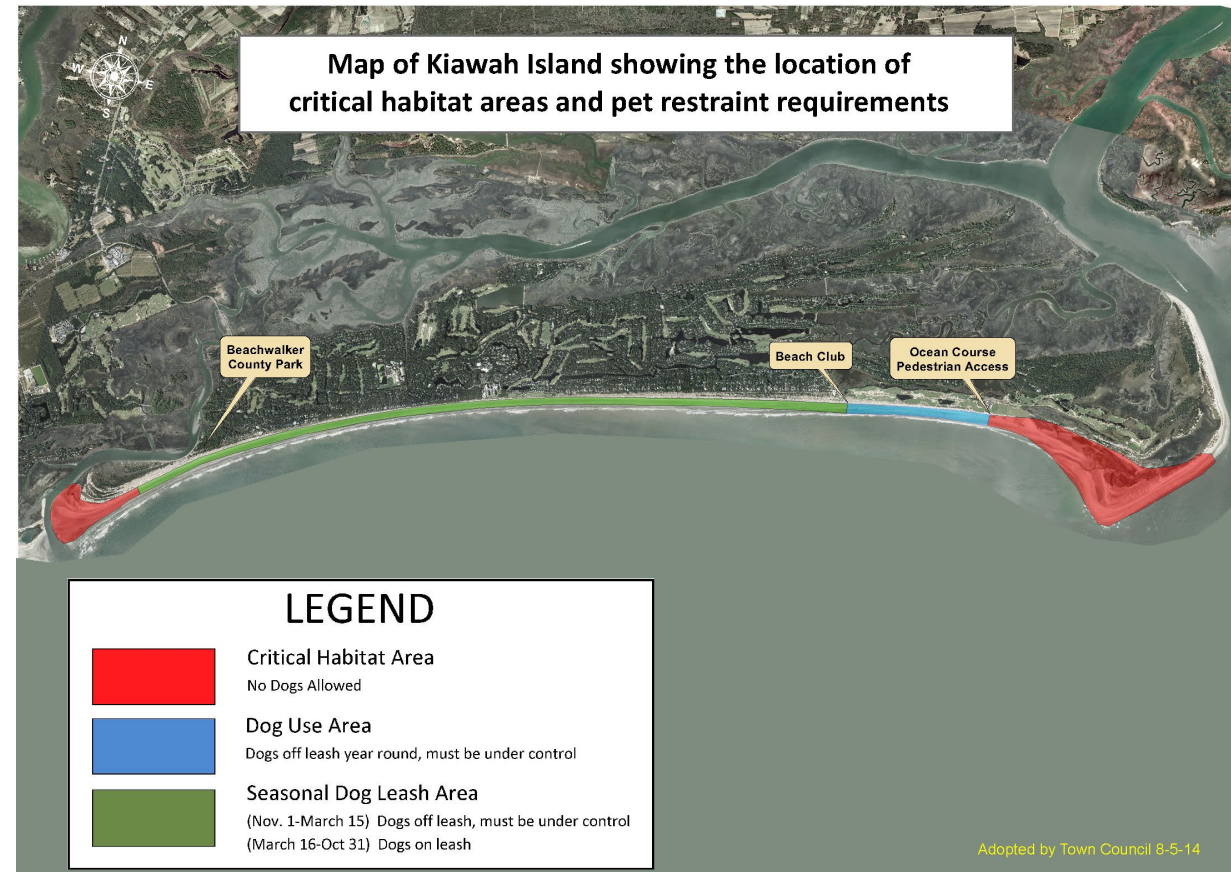 Map of Kiawah Island showing the location of
critical habitat areas and pet restraint requirements
N
W
E
S
Beachwalker
County Park
Beach Club
Ocean Course
Pedestrian Access
LEGEND
Critical Habitat Area
No Dogs Allowed
Dog Use Area
Dogs off leash year round, must be under control
Seasonal Dog Leash Area
(Nov. 1-March 15) Dogs off leash, must be under control
(March 16-Oct 31) Dogs on leash
Adopted by Town Council 8-5-14